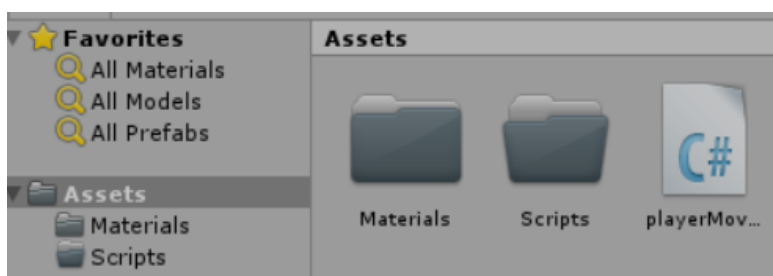 Favorites
All Materials
All Models
All Prefabs
Assets
Materials
Scripts
Assets
C#
Materials
Scripts
playerMov...